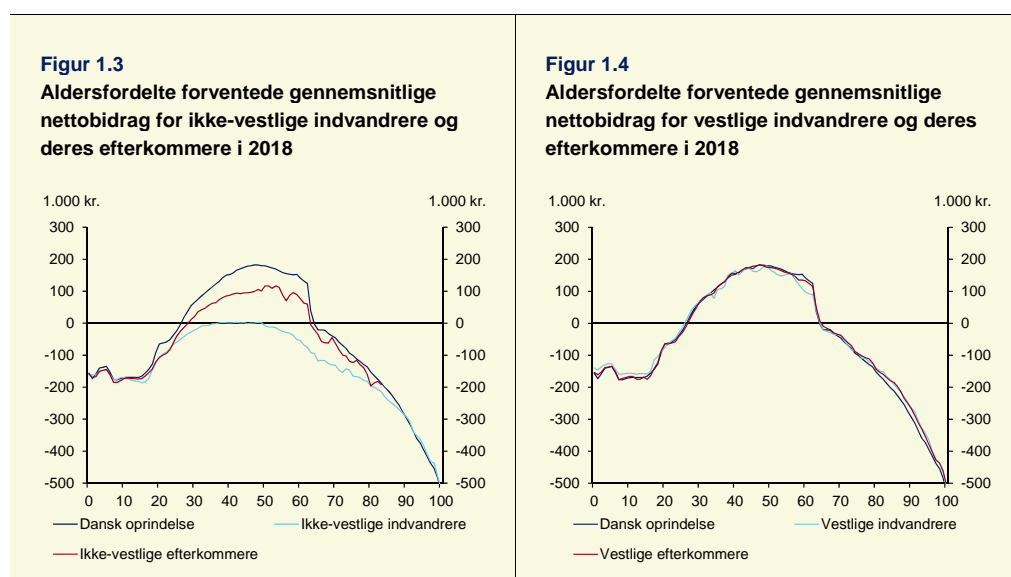 Figur 1.3
Aldersfordelte forventede gennemsnitlige
nettobidrag for ikke-vestlige indvandrere og
deres efterkommere i 2018
1.000 kr. 1.000 kr.
300 300
200 200
100 100
0 0
-100 -100
-200 -200
-300 -300
-400 -400
-500 -500
0 10 20 30 40 50 60 70 80 90 100
Dansk oprindelse Ikke-vestlige indvandrere
Ikke-vestlige efterkommere
Figur 1.4
Aldersfordelte forventede gennemsnitlige
nettobidrag for vestlige indvandrere og deres
efterkommere i 2018
1.000 kr. 1.000 kr.
300 300
200 200
100 100
0 0
-100 -100
-200 -200
-300 -300
-400 -400
-500 -500
0 10 20 30 40 50 60 70 80 90 100
Dansk oprindelse Vestlige indvandrere
Vestlige efterkommere